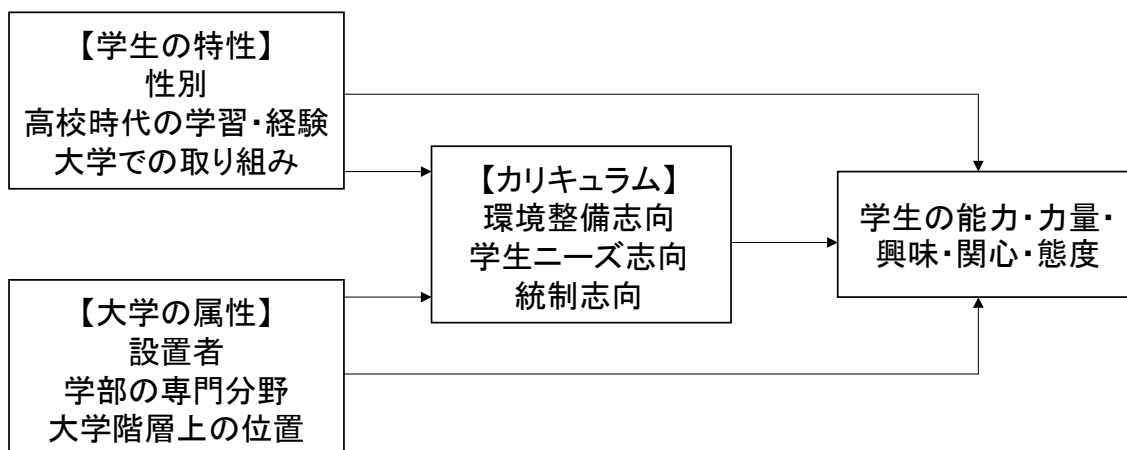 【学生の特性】
性別
高校時代の学習・経験
大学での取り組み
【カリキュラム】
環境整備志向
学生ニーズ志向
統制志向
学生の能力・力量・
興味・関心・態度
【大学の属性】
設置者
学部の専門分野
大学階層上の位置